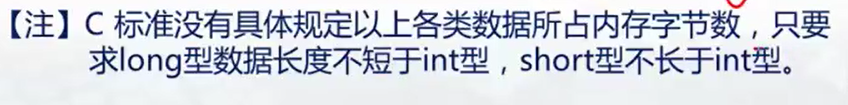 【注】C 标准没有具体规定以上各类数据所占内存字节数，只要
求long型数据长度不短于int型，short型不长于int型。